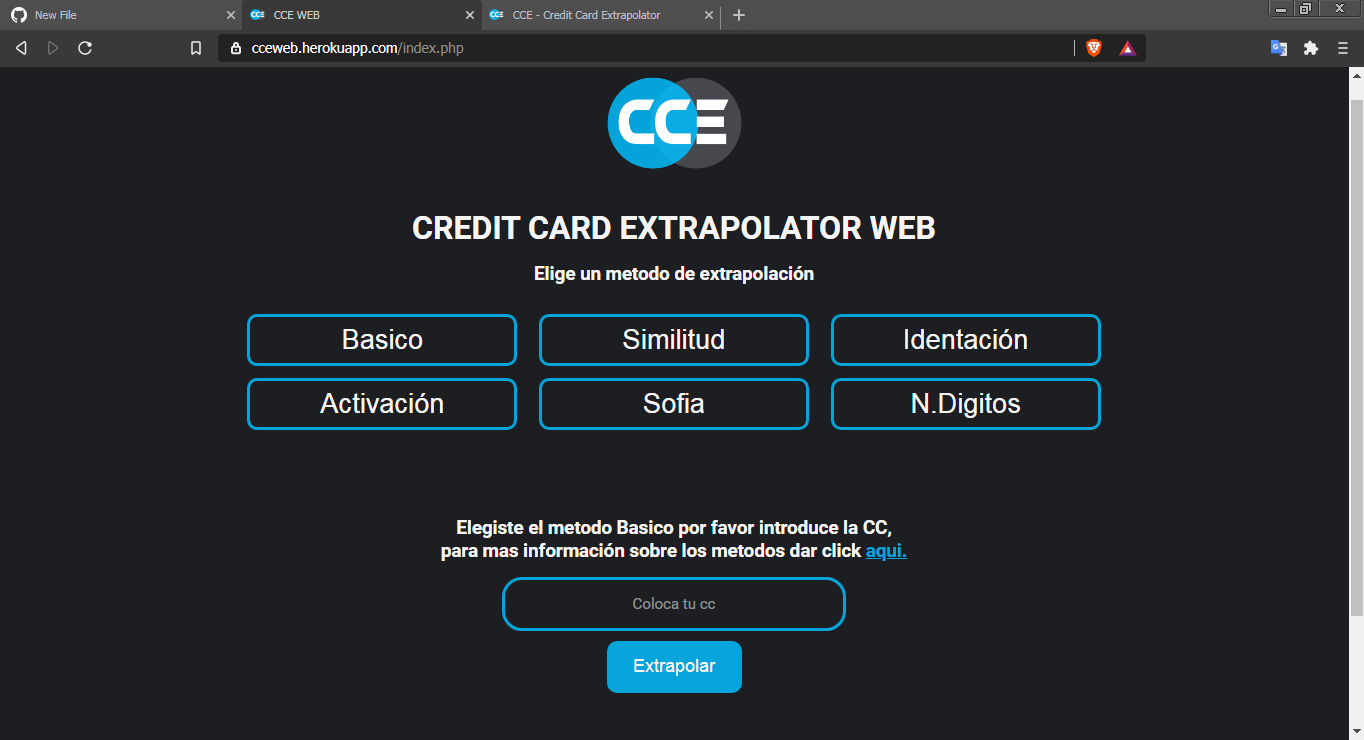 New File
CCE WEB
CCE - Credit Card Extrapolator
cceweb.herokuapp.com/index.php
CCE
CREDIT CARD EXTRAPOLATOR WEB
Elige un metodo de extrapolación
Basico
Similitud
Identación
Activación
Sofia
N.Digitos
Elegiste el metodo Basico por favor introduce la CC,
para mas información sobre los metodos dar click aqui.
Coloca tu cc
Extrapolar